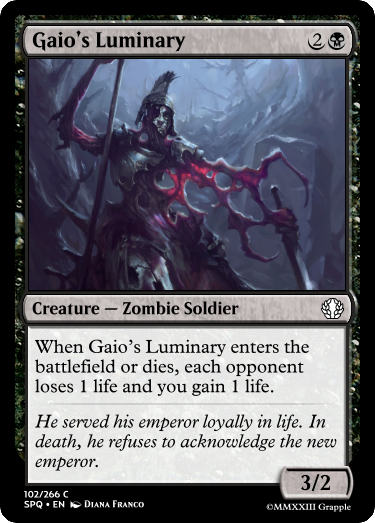 Gaio's Luminary 2
Creature — Zombie Soldier
When Gaio's Luminary enters the
battlefield or dies, each opponent
loses 1 life and you gain 1 life.
He served his emperor loyally in life. In
death, he refuses to acknowledge the new
emperor.
3/2
102/266 C
SPQ • EN Diana Franco
©MMXXIII Grapple